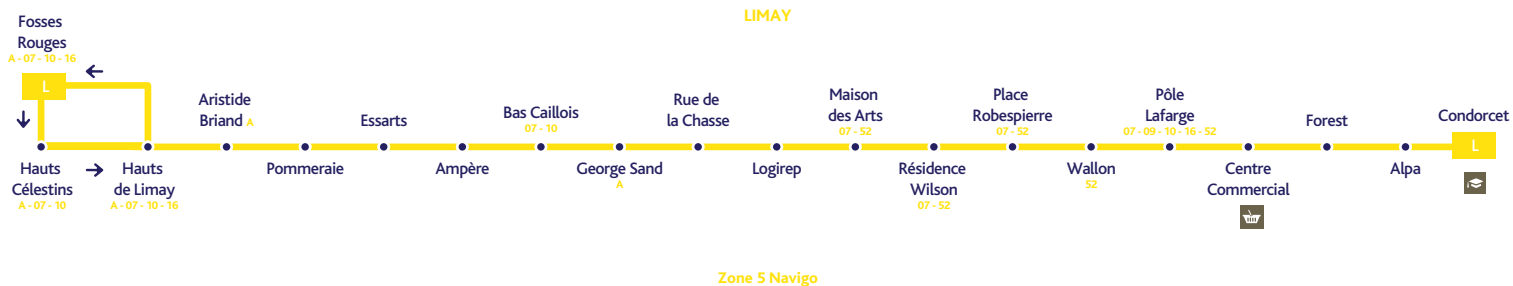 LIMAY
Fosses
Rouges
A - 07 - 10 - 16
L
Hauts
Célestins
A - 07 - 10
Hauts
de Limay
A - 07 - 10 - 16
Aristide
Briand A
Pommeraie
Essarts
Ampère
Bas Caillois
07 - 10
George Sand
A
Rue de
la Chasse
Logirep
Maison
des Arts
07 - 52
Résidence
Wilson
07 - 52
Place
Robespierre
07 - 52
Wallon
52
Pôle
Lafarge
07 - 09 - 10 - 16 - 52
Centre
Commercial
Forest
Alpa
Condorcet
L
Zone 5 Navigo